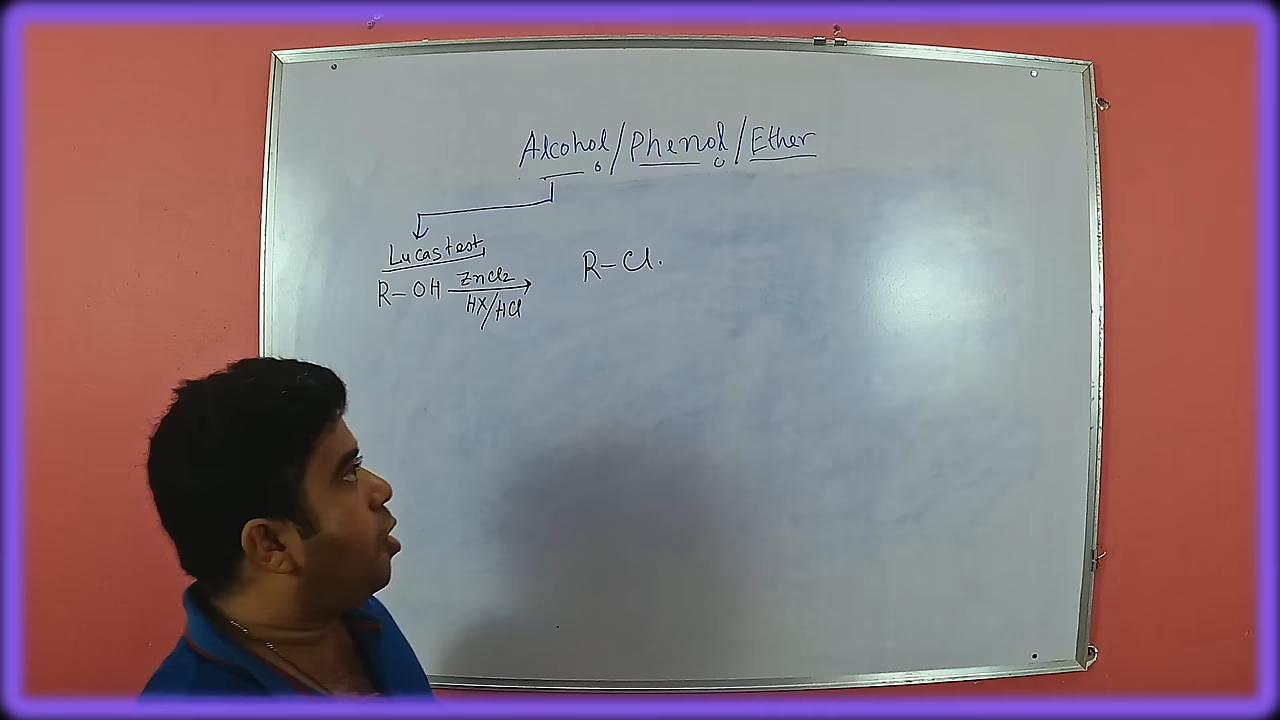 Alcohol/Phenol/Ether
Lucas test
R-OH ZnCl2 HX/HCl → R-Cl.